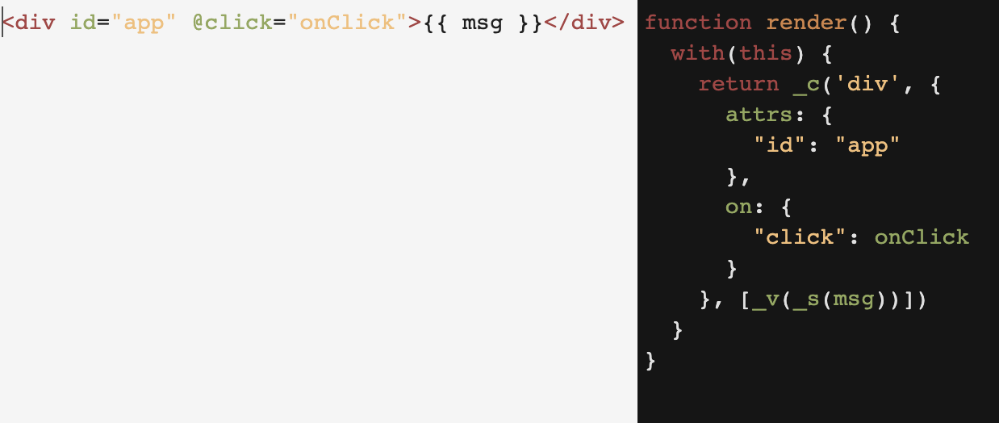 <div id="app" @click="onClick">{{ msg }}</div>
function render() {
  with(this) {
    return _c('div', {
      attrs: {
        "id": "app"
      },
      on: {
        "click": onClick
      }
    }, [_v(_s(msg))])
  }
}